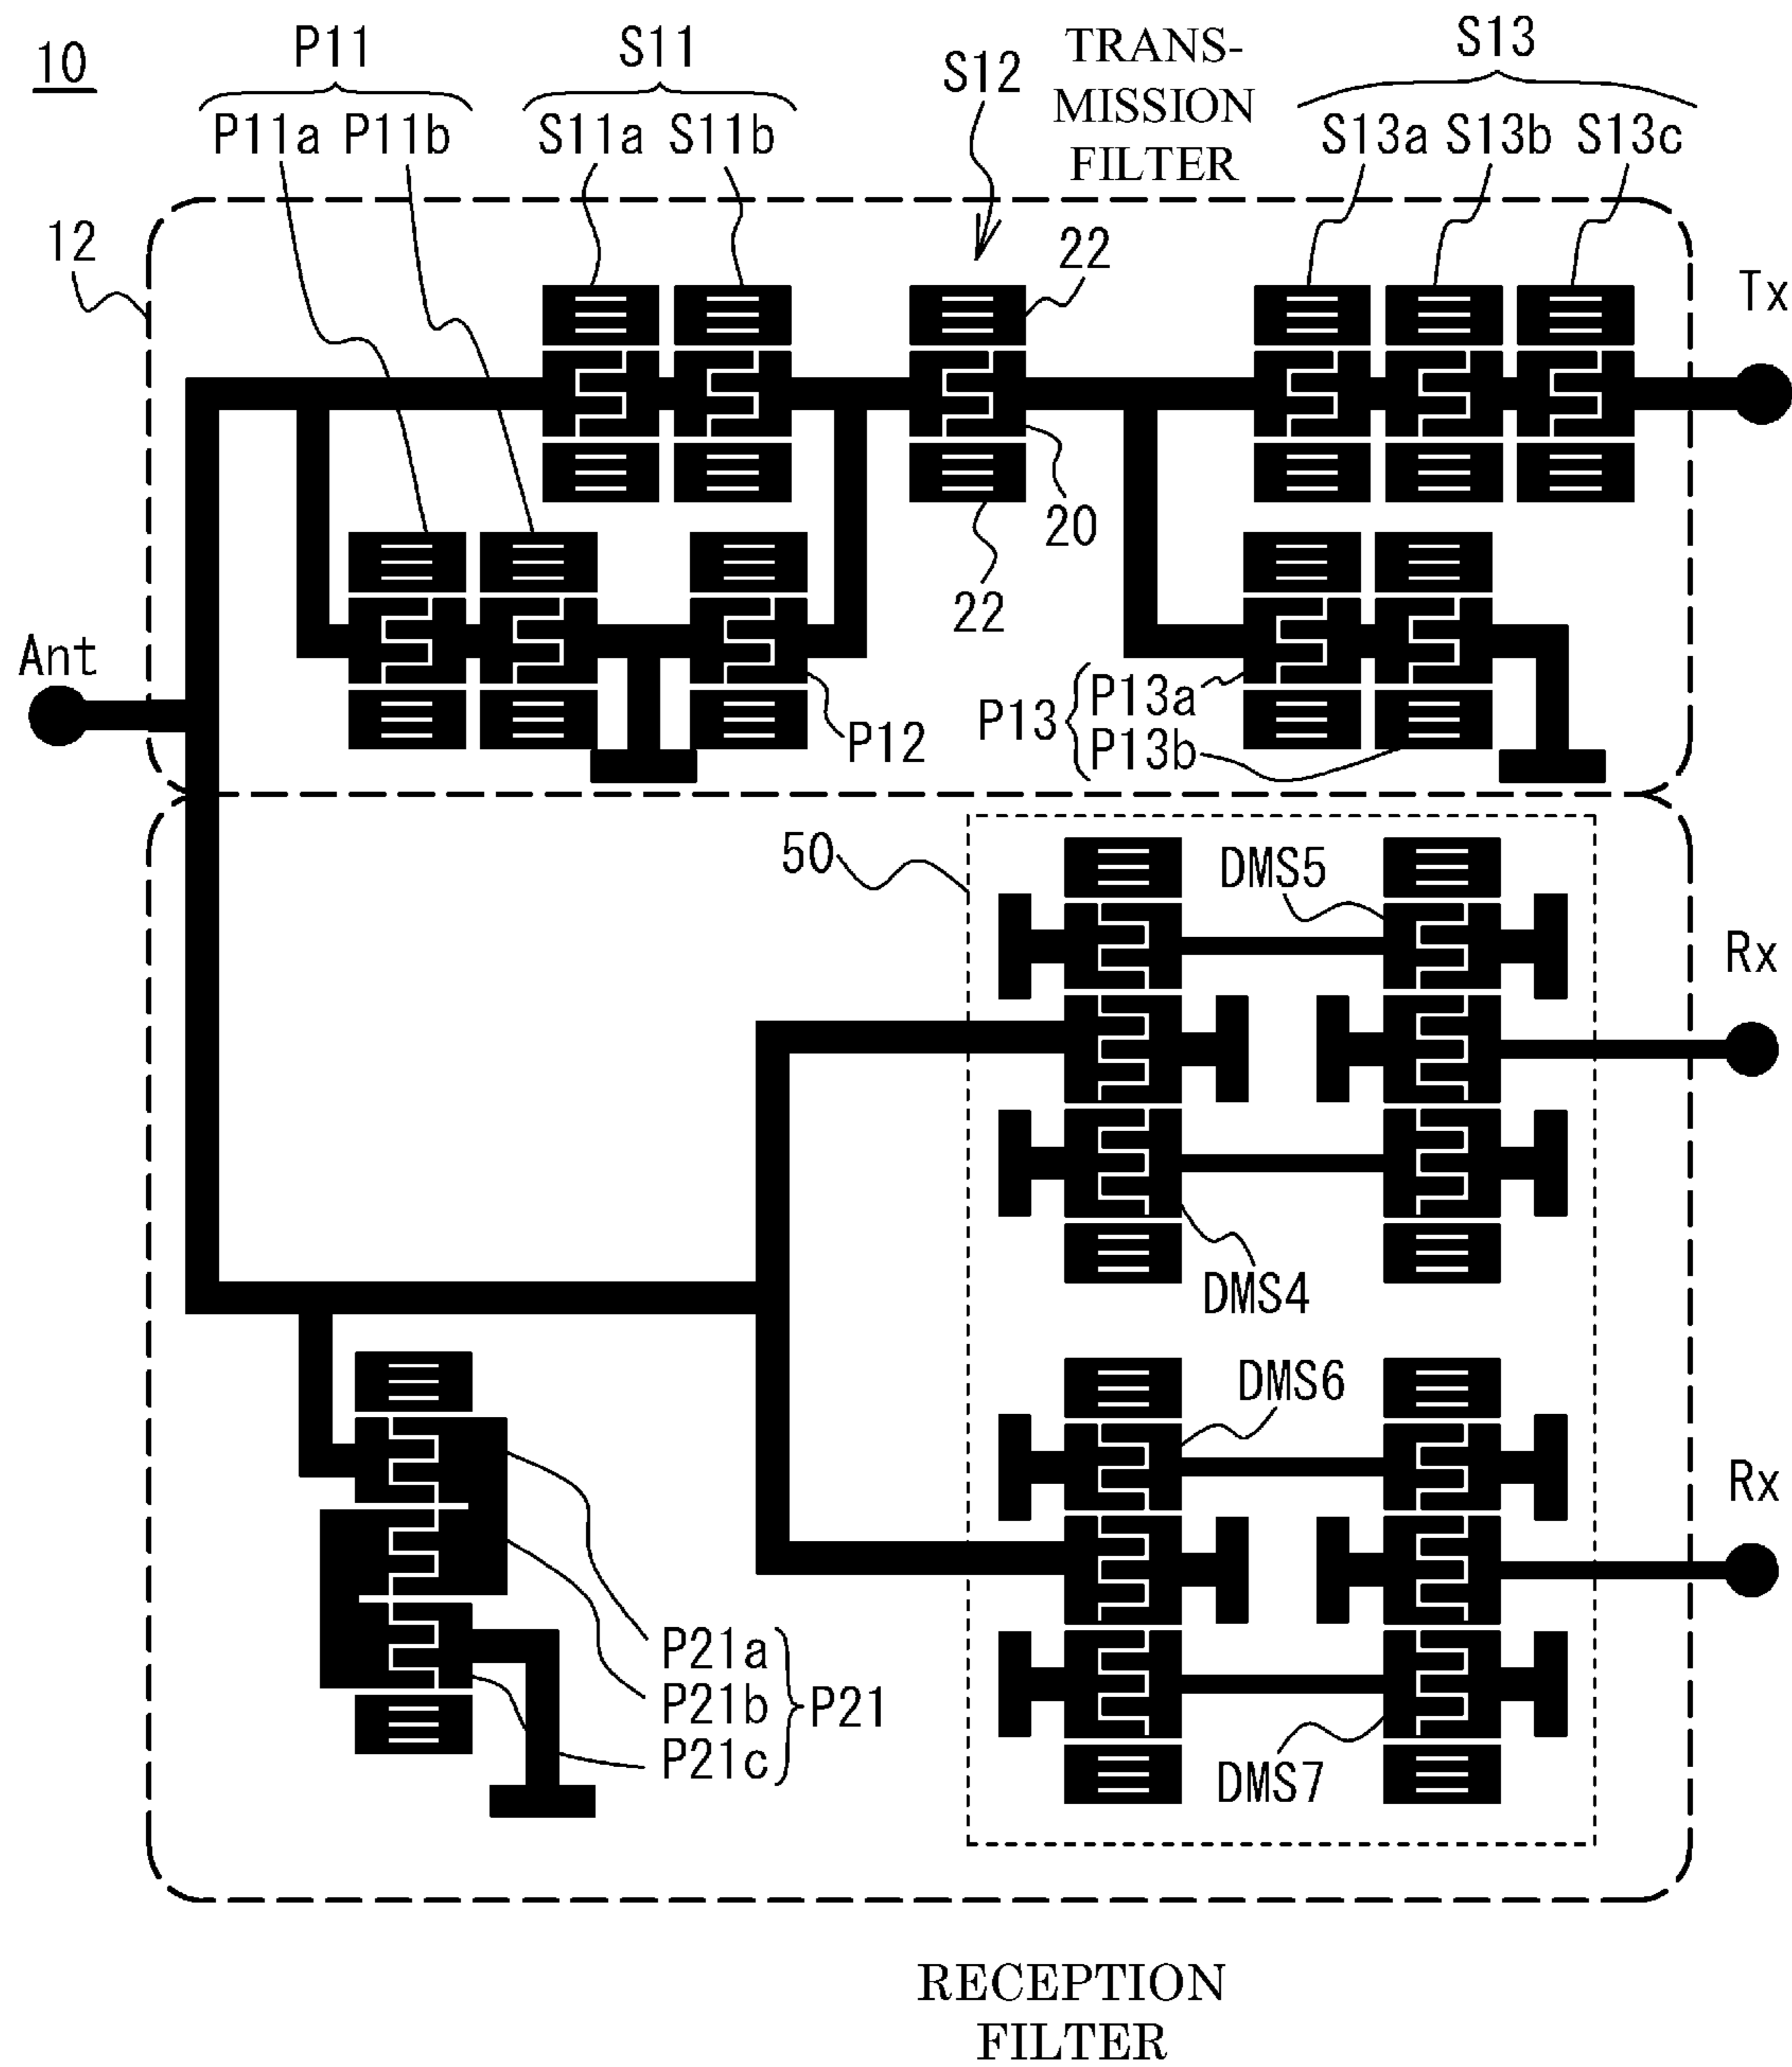 10
P11
S11
S12
TRANS-
MISSION
FILTER
S13
P11a P11b
S11a S11b
S13a S13b S13c
12
22
Tx
20
22
Ant
P12
P13
P13a
P13b
50
DMS5
Rx
DMS4
DMS6
Rx
P21a
P21b
P21c
P21
DMS7
RECEPTION
FILTER